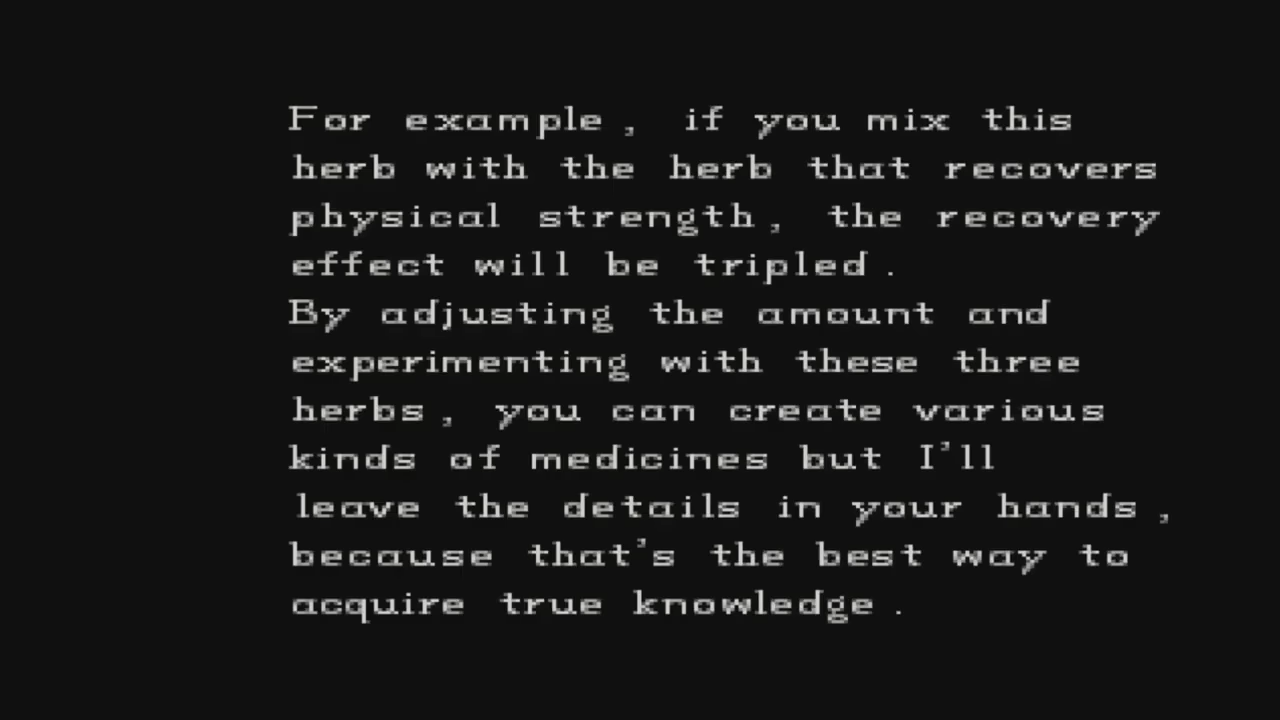 For example, if you mix this
herb with the herb that recovers
physical strength, the recovery
effect will be tripled.
By adjusting the amount and
experimenting with these three
herbs, you can create various
kinds of medicines but I'll
leave the details in your hands,
because that's the best way to
acquire true knowledge.